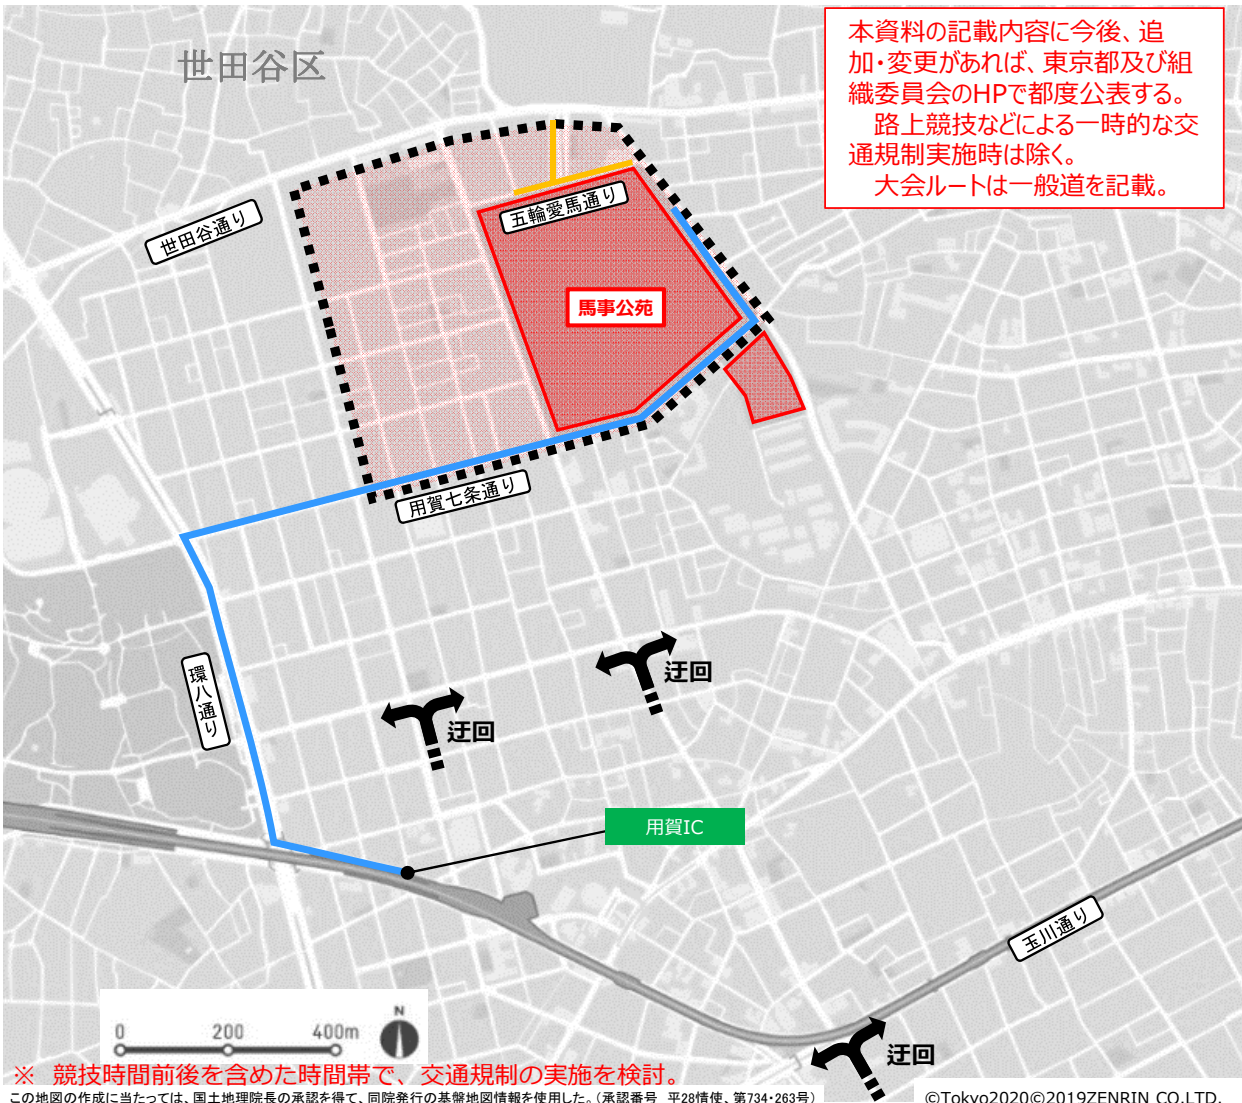 世田谷区
本資料の記載内容に今後、追
加・変更があれば、東京都及び組
織委員会のHPで都度公表する。
路上競技などによる一時的な交
通規制実施時は除く。
大会ルートは一般道を記載。
世田谷通り
五輪愛馬通り
馬事公苑
用賀七条通り
環八通り
迂回
迂回
用賀IC
玉川通り
迂回
0 200 400m
N
※ 競技時間前後を含めた時間帯で、交通規制の実施を検討。
この地図の作成に当たっては、国土地理院長の承認を得て、同院発行の基盤地図情報を使用した。(承認番号 平28情使、第734-263号)
©Tokyo2020©2019ZENRIN CO.LTD.